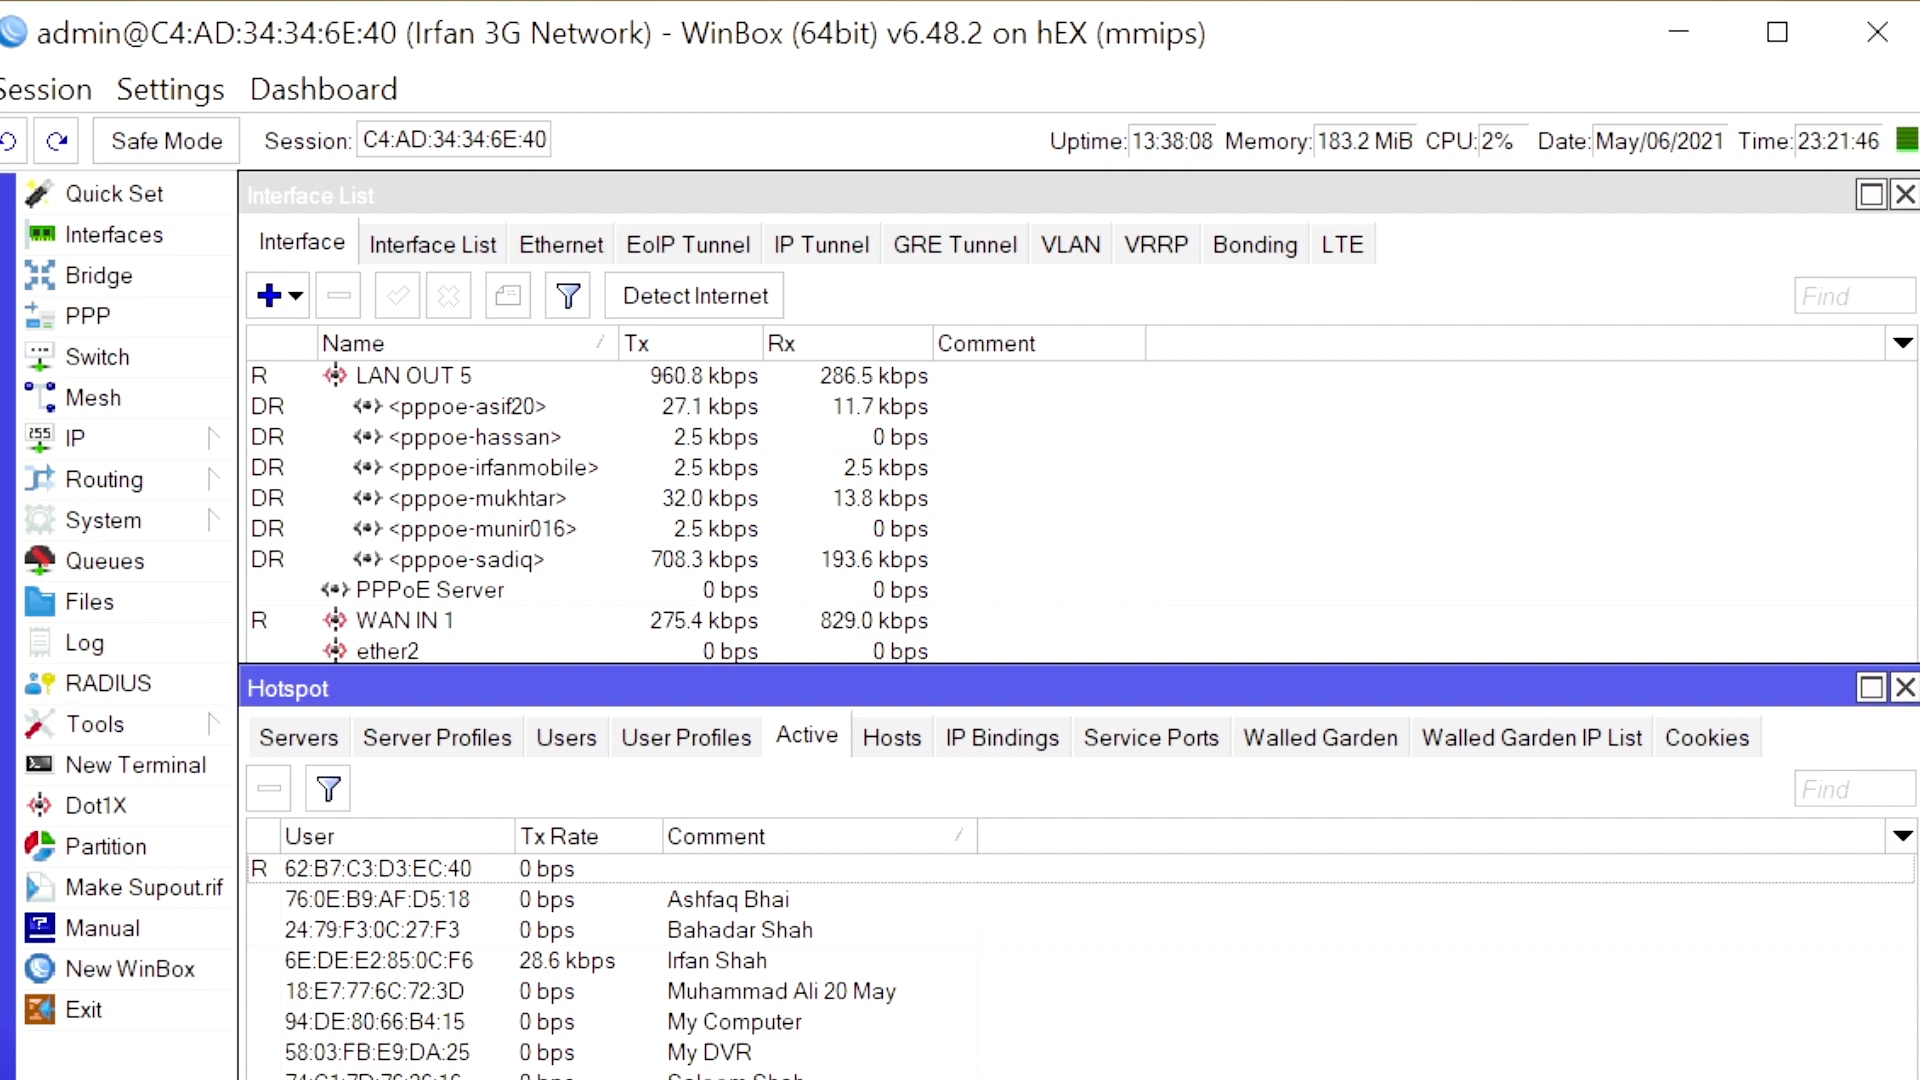 admin@C4:AD:34:34:6E:40 (Irfan 3G Network) - WinBox (64bit) v6.48.2 on hEX (mmips)
Session Settings Dashboard
Safe Mode Session: C4:AD:34:34:6E:40 Uptime: 13:38:08 Memory: 183.2 MiB CPU: 2% Date: May/06/2021 Time: 23:21:46
Quick Set
Interfaces
Bridge
PPP
Switch
Mesh
IP
Routing
System
Queues
Files
Log
RADIUS
Tools
New Terminal
Dot1X
Partition
Make Supout.rif
Manual
New WinBox
Exit
Interface List
Interface Interface List Ethernet EoIP Tunnel IP Tunnel GRE Tunnel VLAN VRRP Bonding LTE
Detect Internet Find
Name Tx Rx Comment
R LAN OUT 5 960.8 kbps 286.5 kbps
DR <pppoe-asif20> 27.1 kbps 11.7 kbps
DR <pppoe-hassan> 2.5 kbps 0 bps
DR <pppoe-irfanmobile> 2.5 kbps 2.5 kbps
DR <pppoe-mukhtar> 32.0 kbps 13.8 kbps
DR <pppoe-munir016> 2.5 kbps 0 bps
DR <pppoe-sadiq> 708.3 kbps 193.6 kbps
PPPoE Server 0 bps 0 bps
R WAN IN 1 275.4 kbps 829.0 kbps
ether2 0 bps 0 bps
Hotspot
Servers Server Profiles Users User Profiles Active Hosts IP Bindings Service Ports Walled Garden Walled Garden IP List Cookies
Find
User Tx Rate Comment
R 62:B7:C3:D3:EC:40 0 bps
76:0E:B9:AF:D5:18 0 bps Ashfaq Bhai
24:79:F3:0C:27:F3 0 bps Bahadar Shah
6E:DE:E2:85:0C:F6 28.6 kbps Irfan Shah
18:E7:77:6C:72:3D 0 bps Muhammad Ali 20 May
94:DE:80:66:B4:15 0 bps My Computer
58:03:FB:E9:DA:25 0 bps My DVR
0 bps Saleem Shah